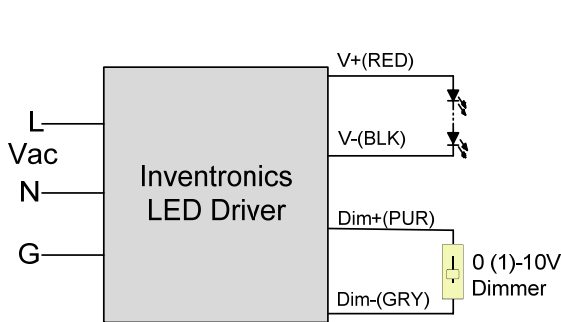 V+(RED)
L
Vac
V-(BLK)
N
Inventronics
LED Driver
Dim+(PUR)
G
0 (1)-10V
Dimmer
Dim-(GRY)